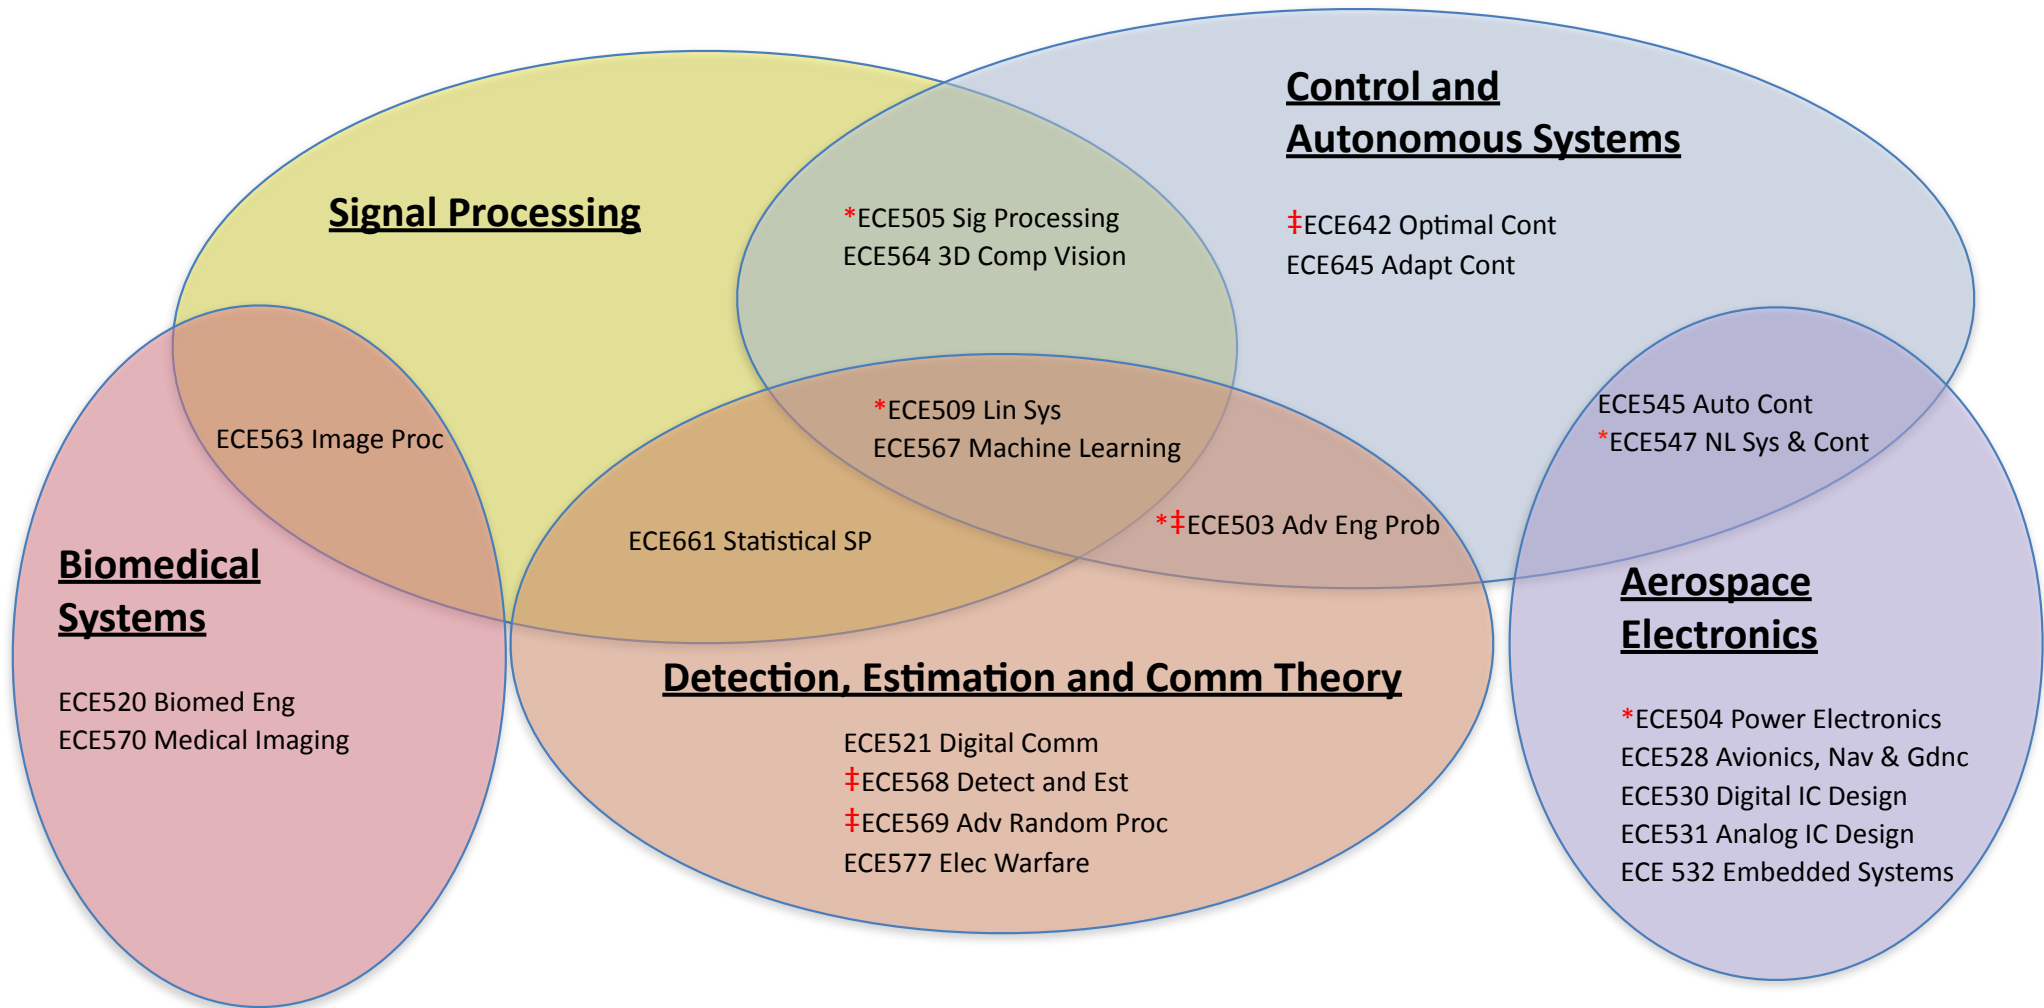 Signal Processing
Control and
Autonomous Systems
*ECE505 Sig Processing
ECE564 3D Comp Vision
‡ECE642 Optimal Cont
ECE645 Adapt Cont
ECE563 Image Proc
*ECE509 Lin Sys
ECE567 Machine Learning
ECE545 Auto Cont
*ECE547 NL Sys & Cont
ECE661 Statistical SP
*‡ECE503 Adv Eng Prob
Biomedical
Systems
ECE520 Biomed Eng
ECE570 Medical Imaging
Detection, Estimation and Comm Theory
ECE521 Digital Comm
‡ECE568 Detect and Est
‡ECE569 Adv Random Proc
ECE577 Elec Warfare
Aerospace
Electronics
*ECE504 Power Electronics
ECE528 Avionics, Nav & Gdnc
ECE530 Digital IC Design
ECE531 Analog IC Design
ECE 532 Embedded Systems